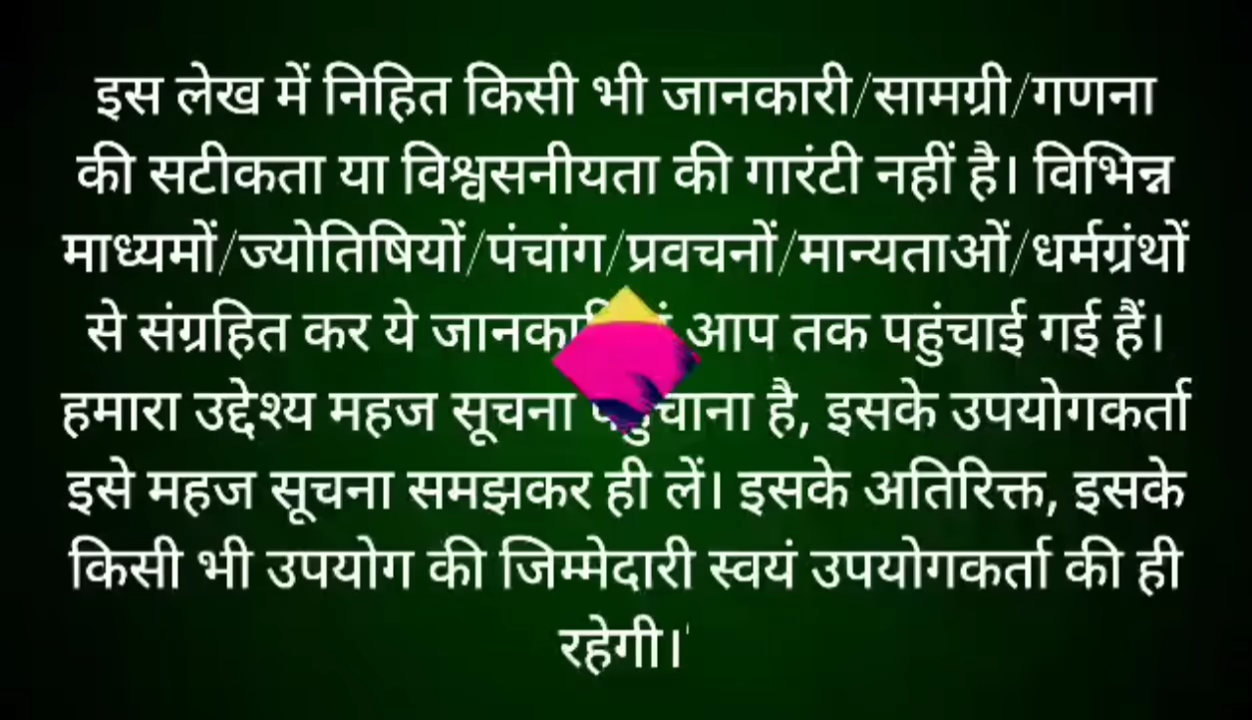 इस लेख में निहित किसी भी जानकारी/सामग्री/गणना
की सटीकता या विश्वसनीयता की गारंटी नहीं है। विभिन्न
माध्यमों/ज्योतिषियों/पंचांग/प्रवचनों/मान्यताओं/धर्मग्रंथों
से संग्रहित कर ये आप तक पहुंचाई गई हैं।
हमारा उद्देश्य महज सूचना है, इसके उपयोगकर्ता
इसे महज सूचना समझकर ही लें। इसके अतिरिक्त, इसके
किसी भी उपयोग की जिम्मेदारी स्वयं उपयोगकर्ता की ही
रहेगी।'